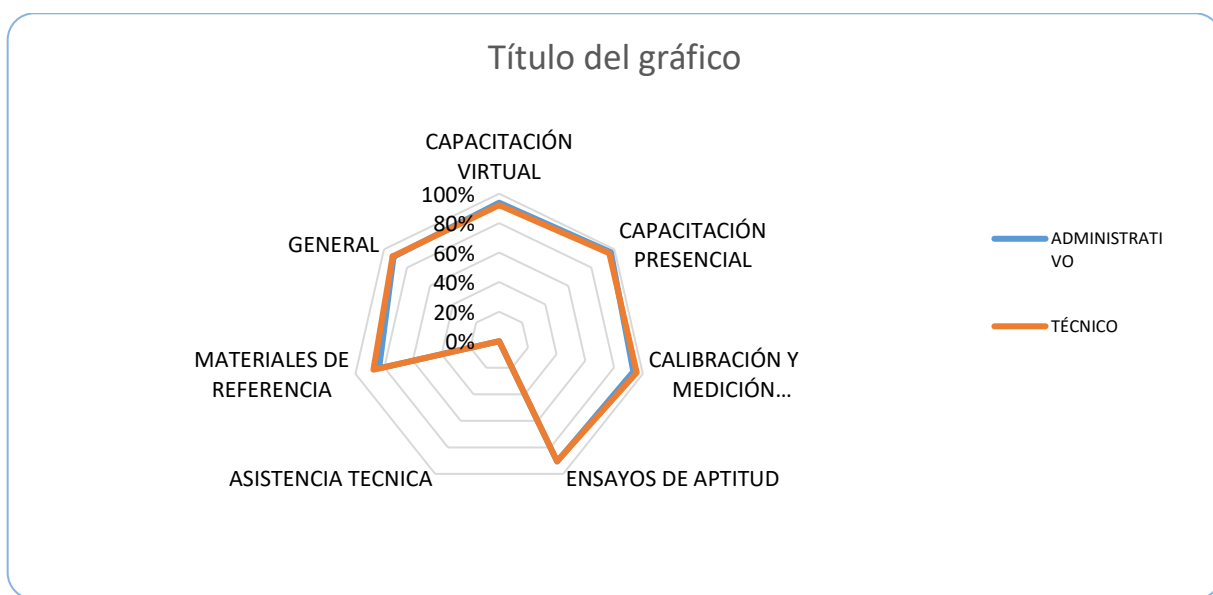 Título del gráfico
CAPACITACIÓN
VIRTUAL
100%
80%
60%
40%
20%
0%
CAPACITACIÓN
PRESENCIAL
CALIBRACIÓN Y
MEDICIÓN…
ENSAYOS DE APTITUD
ASISTENCIA TECNICA
MATERIALES DE
REFERENCIA
GENERAL
ADMINISTRATI
VO
TÉCNICO